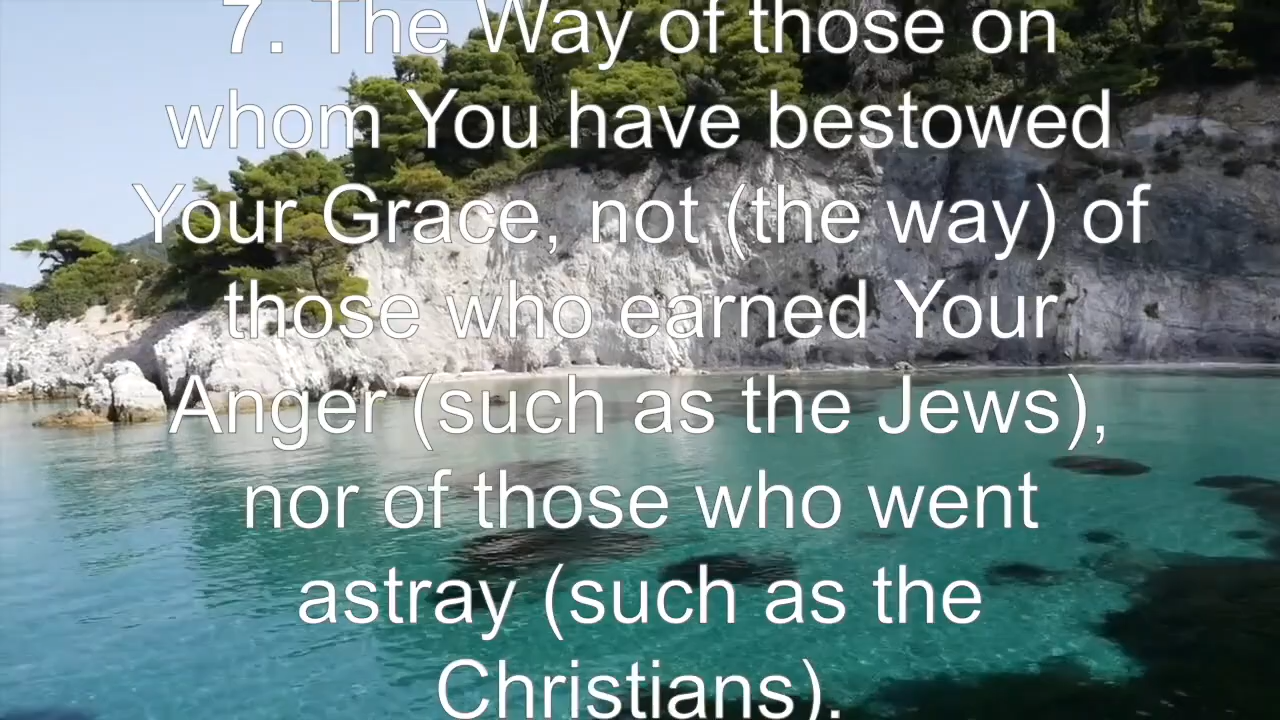 7. The Way of those on
whom You have bestowed
Your Grace, not (the way) of
those who earned Your
Anger (such as the Jews),
nor of those who went
astray (such as the
Christians).